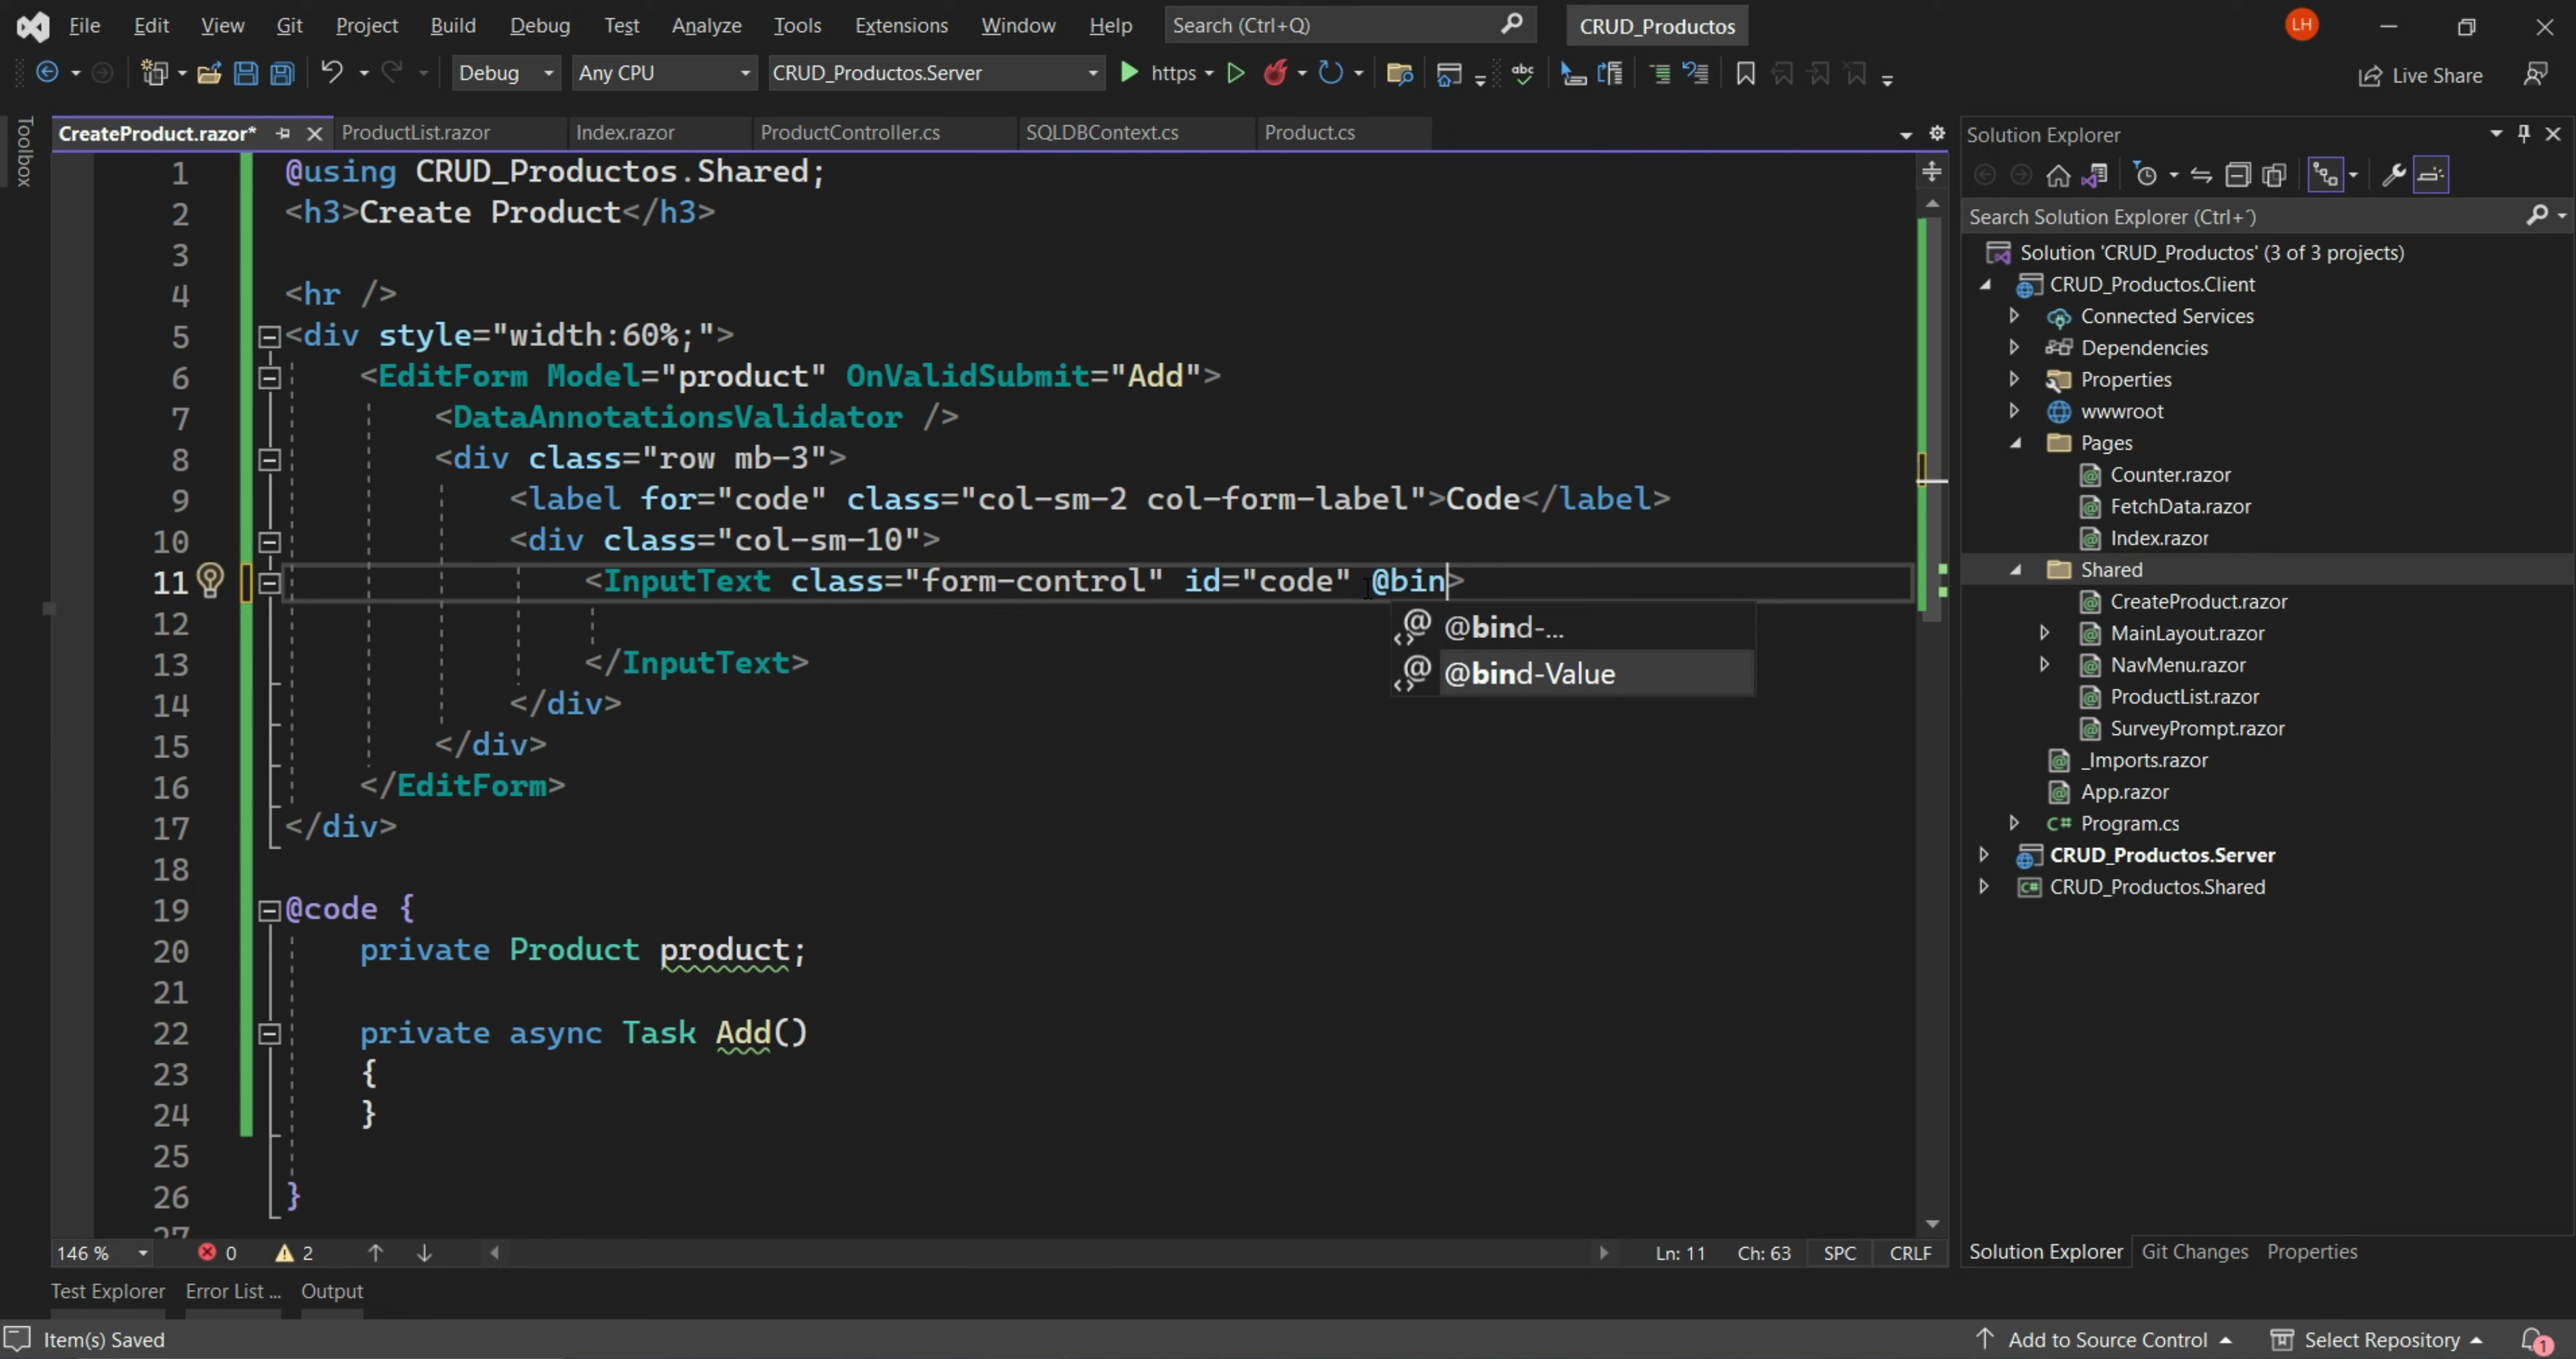 File Edit View Git Project Build Debug Test Analyze Tools Extensions Window Help Search (Ctrl+Q) CRUD_Productos LH
Debug Any CPU CRUD_Productos.Server https Live Share
Toolbox
CreateProduct.razor* ProductList.razor Index.razor ProductController.cs SQLDBContext.cs Product.cs
1 @using CRUD_Productos.Shared;
2 <h3>Create Product</h3>
3
4 <hr />
5 <div style="width:60%;">
6 <EditForm Model="product" OnValidSubmit="Add">
7 <DataAnnotationsValidator />
8 <div class="row mb-3">
9 <label for="code" class="col-sm-2 col-form-label">Code</label>
10 <div class="col-sm-10">
11 <InputText class="form-control" id="code" @bin>
@bind-...
@bind-Value
12
13 </InputText>
14 </div>
15 </div>
16 </EditForm>
17 </div>
18
19 @code {
20 private Product product;
21
22 private async Task Add()
23 {
24 }
25
26 }
27
146 % 0 2 Ln: 11 Ch: 63 SPC CRLF
Solution Explorer
Search Solution Explorer (Ctrl+´)
Solution 'CRUD_Productos' (3 of 3 projects)
CRUD_Productos.Client
Connected Services
Dependencies
Properties
wwwroot
Pages
Counter.razor
FetchData.razor
Index.razor
Shared
CreateProduct.razor
MainLayout.razor
NavMenu.razor
ProductList.razor
SurveyPrompt.razor
_Imports.razor
App.razor
C# Program.cs
CRUD_Productos.Server
C# CRUD_Productos.Shared
Solution Explorer Git Changes Properties
Test Explorer Error List ... Output
Item(s) Saved Add to Source Control Select Repository 1